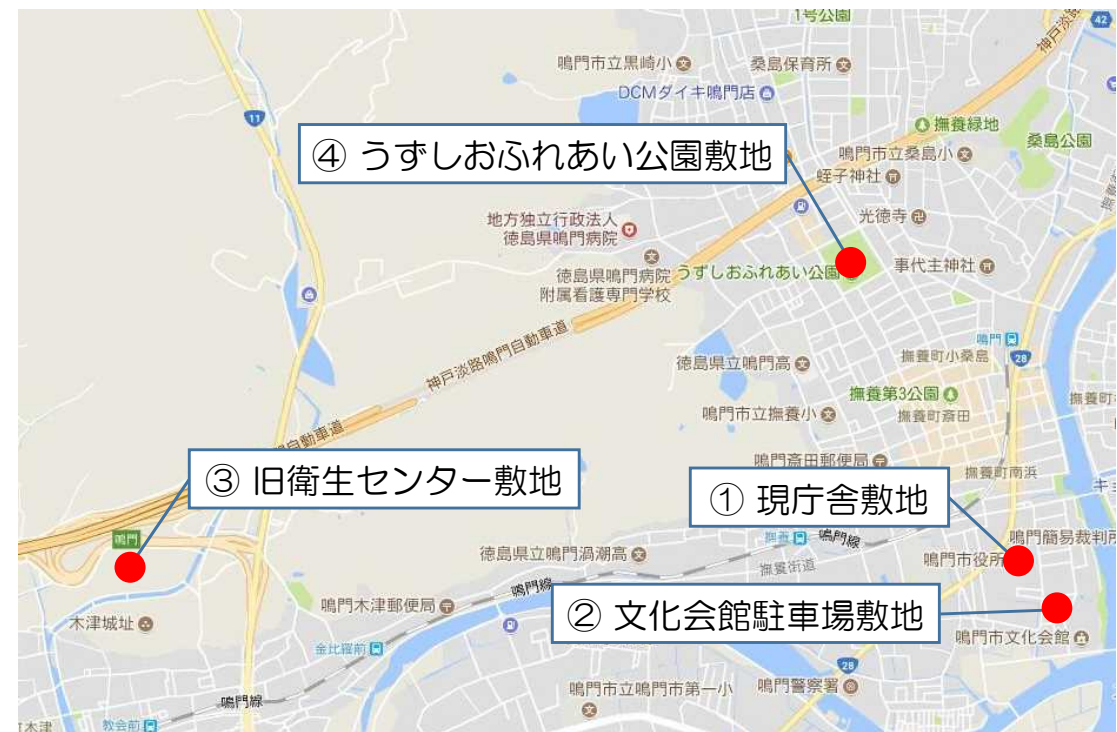 1号公園
42
鳴門市立黒崎小
桑島保育所
DCMダイキ鳴門店
11
撫養緑地
桑島公園
④ うずしおふれあい公園敷地
鳴門市立桑島小
蛭子神社
光徳寺
地方独立行政法人
徳島県鳴門病院
事代主神社
うずしおふれあい公園
徳島県鳴門病院
附属看護専門学校
神戸淡路鳴門自動車道
鳴門
28
撫養町小桑島
徳島県立鳴門高
撫養第3公園
鳴門市立撫養小
撫養町斎田
鳴門斎田郵便局
撫養町南浜
③ 旧衛生センター敷地
① 現庁舎敷地
鳴門
撫養
鳴門線
鳴門簡易裁判所
徳島県立鳴門渦潮高
撫養街道
鳴門市役所
鳴門線
② 文化会館駐車場敷地
鳴門木津郵便局
木津城址
鳴門市文化会館
金比羅前
28
鳴門市立鳴門市第一小
鳴門警察署
鳴門線
教会前